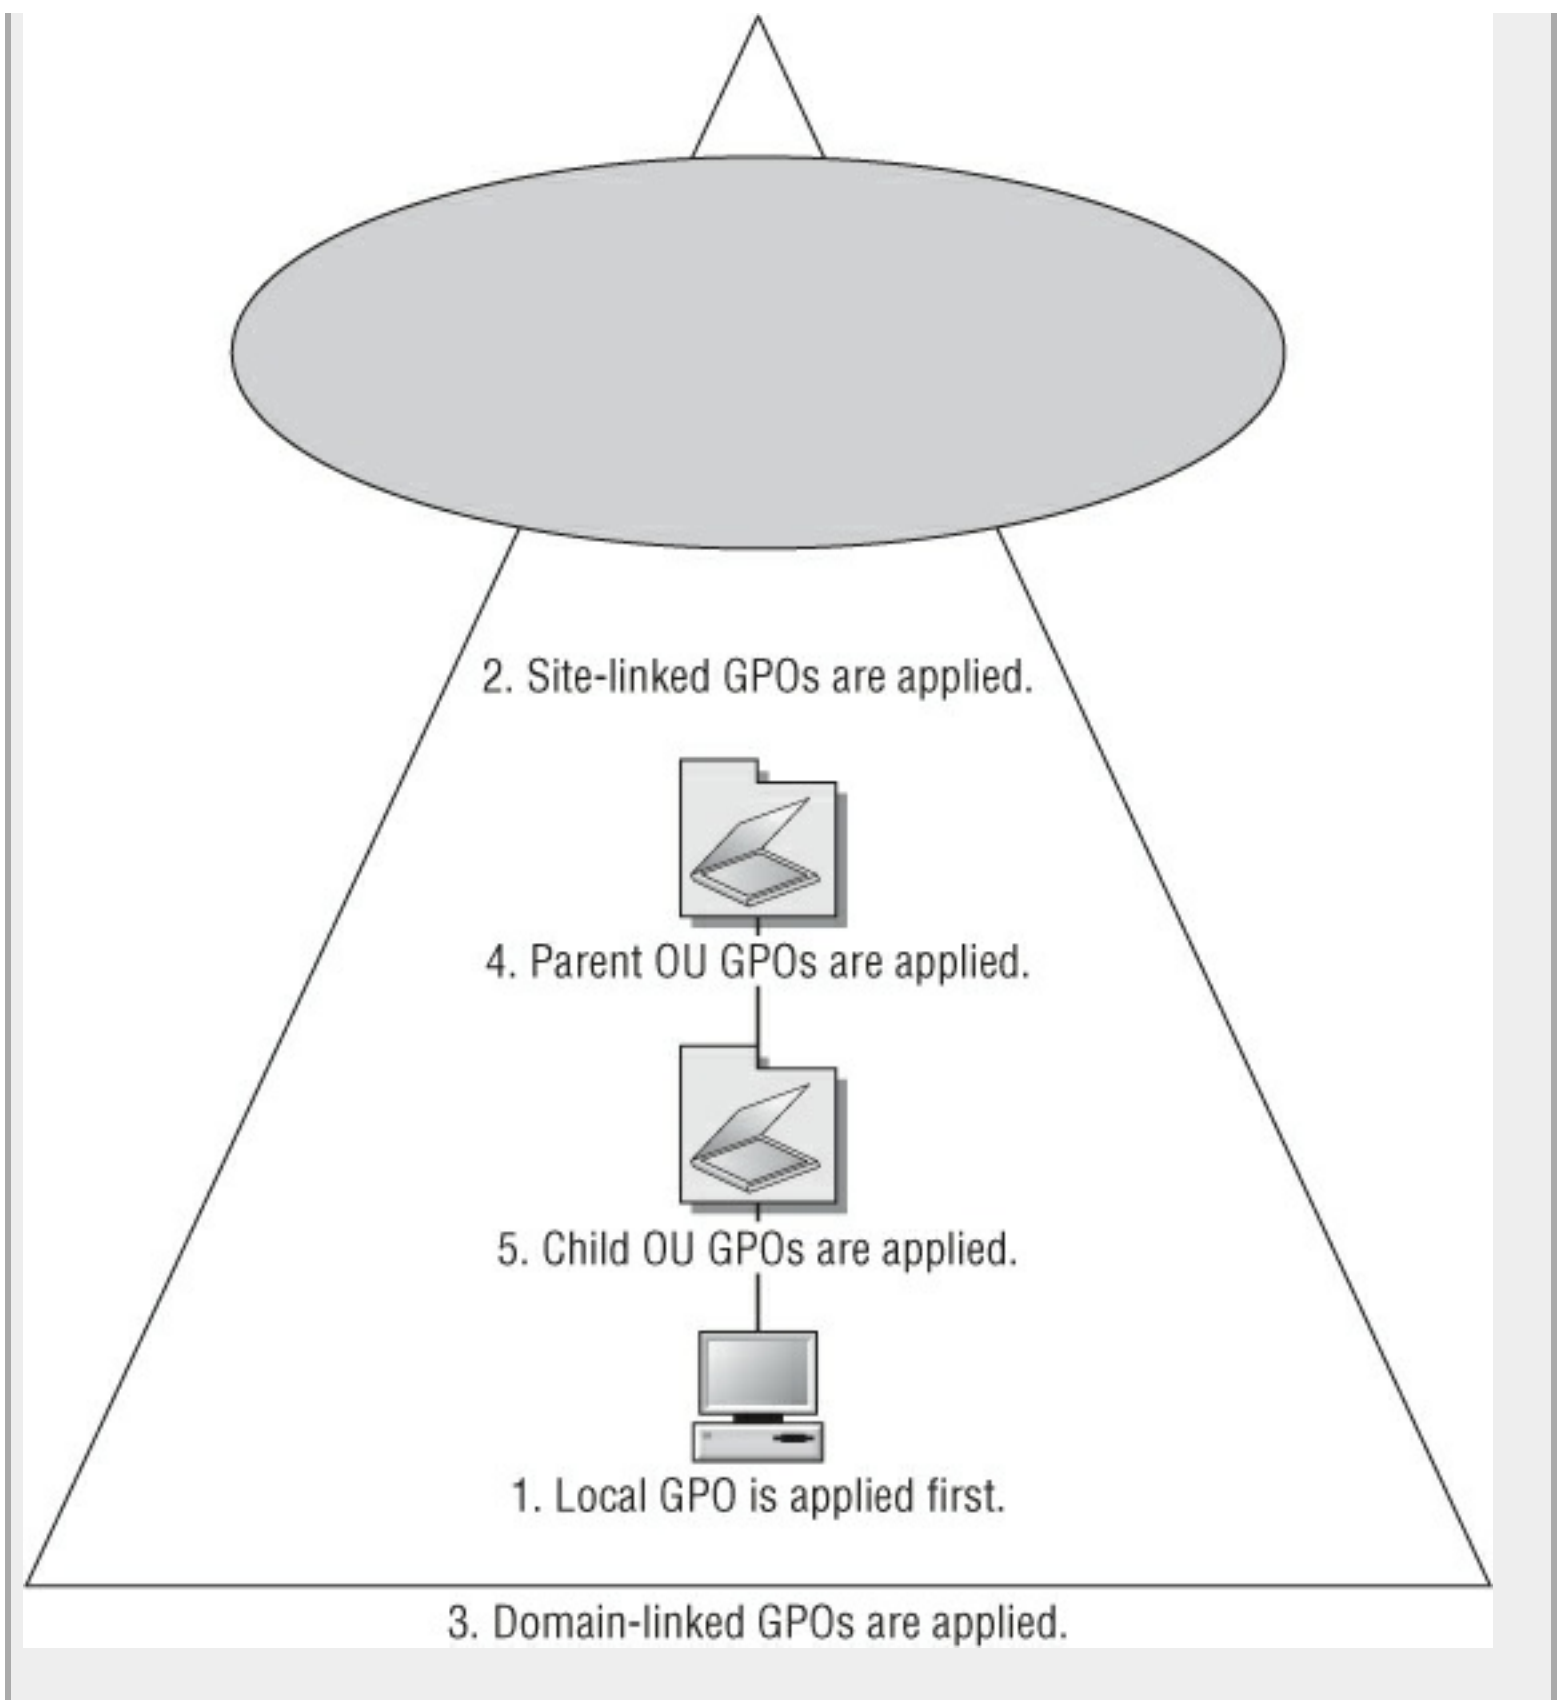 2. Site-linked GPOs are applied.
4. Parent OU GPOs are applied.
5. Child OU GPOs are applied.
1. Local GPO is applied first.
3. Domain-linked GPOs are applied.